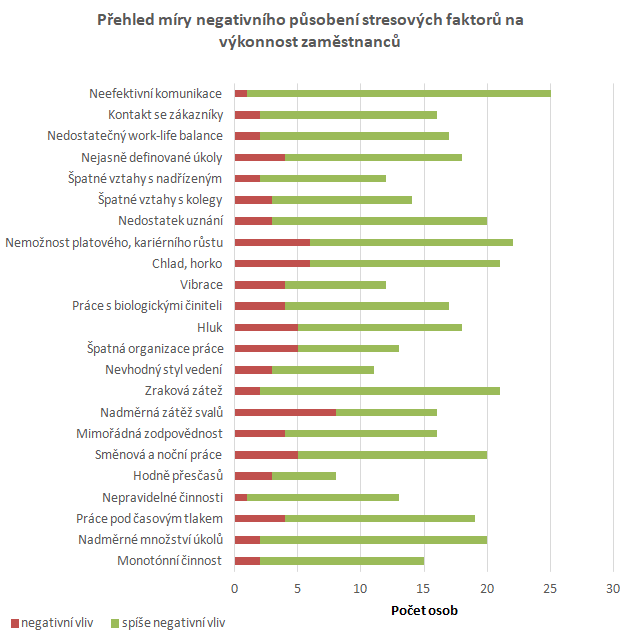 Přehled míry negativního působení stresových faktorů na
výkonnost zaměstnanců
Neefektivní komunikace
Kontakt se zákazníky
Nedostatečný work-life balance
Nejasně definované úkoly
Špatné vztahy s nadřízeným
Špatné vztahy s kolegy
Nedostatek uznání
Nemožnost platového, kariérního růstu
Chlad, horko
Vibrace
Práce s biologickými činiteli
Hluk
Špatná organizace práce
Nevhodný styl vedení
Zraková zátež
Nadměrná zátěž svalů
Mimořádná zodpovědnost
Směnová a noční práce
Hodně přesčasů
Nepravidelné činnosti
Práce pod časovým tlakem
Nadměrné množství úkolů
Monotónní činnost
0 5 10 15 20 25 30
Počet osob
negativní vliv spíše negativní vliv